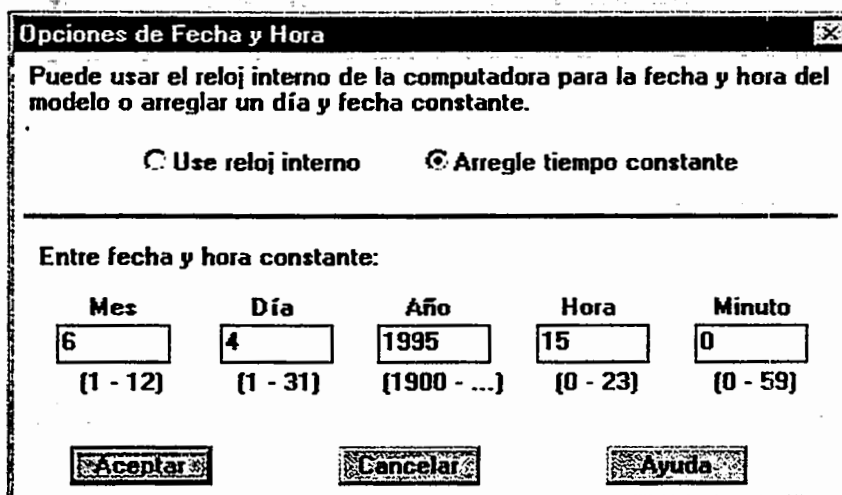 Opciones de Fecha y Hora
Puede usar el reloj interno de la computadora para la fecha y hora del
modelo o arreglar un día y fecha constante.
Use reloj interno Arregle tiempo constante
Entre fecha y hora constante:
Mes Día Año Hora Minuto
6 4 1995 15 0
(1 - 12) (1 - 31) (1900 - ...) (0 - 23) (0 - 59)
Aceptar Cancelar Ayuda